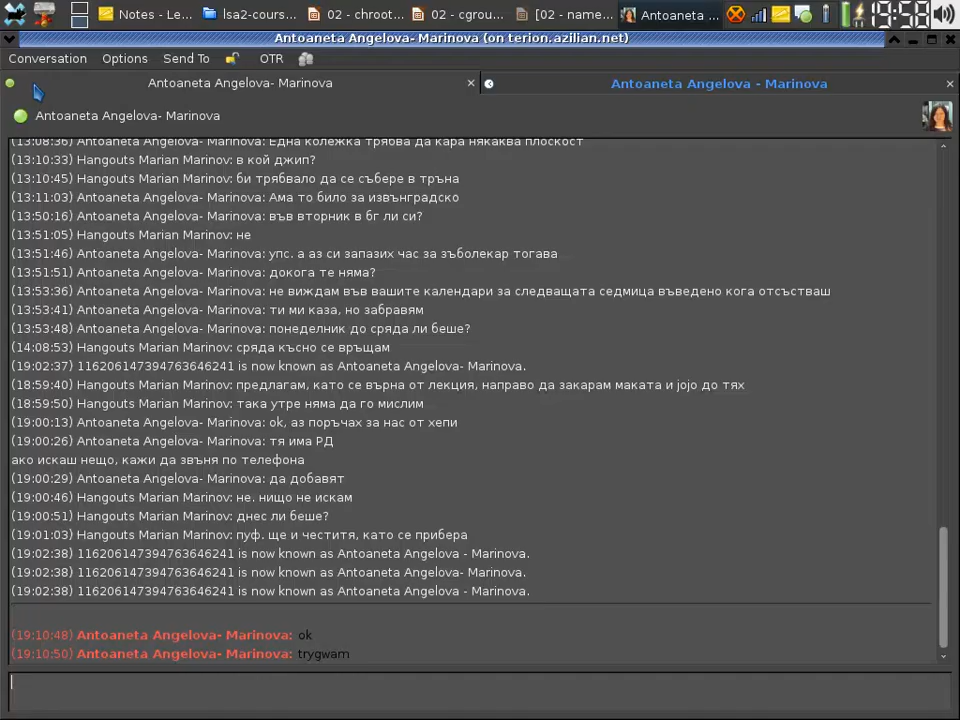 Notes - Le...
lsa2-cours...
02 - chroot...
02 - cgrou...
[02 - name...
Antoaneta ...
19:58
Antoaneta Angelova- Marinova (on terion.azilian.net)
Conversation Options Send To OTR
Antoaneta Angelova- Marinova
Antoaneta Angelova - Marinova
Antoaneta Angelova- Marinova
(13:08:36) Antoaneta Angelova- Marinova: Една колежка трябва да кара някаква плоскост
(13:10:33) Hangouts Marian Marinov: в кой джип?
(13:10:45) Hangouts Marian Marinov: би трябвало да се събере в тръна
(13:11:03) Antoaneta Angelova- Marinova: Ама то било за извънградско
(13:50:16) Antoaneta Angelova- Marinova: във вторник в бг ли си?
(13:51:05) Hangouts Marian Marinov: не
(13:51:46) Antoaneta Angelova- Marinova: упс. а аз си запазих час за зъболекар тогава
(13:51:51) Antoaneta Angelova- Marinova: докога те няма?
(13:53:36) Antoaneta Angelova- Marinova: не виждам във вашите календари за следващата седмица въведено кога отсъстваш
(13:53:41) Antoaneta Angelova- Marinova: ти ми каза, но забравям
(13:53:48) Antoaneta Angelova- Marinova: понеделник до сряда ли беше?
(14:08:53) Hangouts Marian Marinov: сряда късно се връщам
(19:02:37) 116206147394763646241 is now known as Antoaneta Angelova- Marinova.
(18:59:40) Hangouts Marian Marinov: предлагам, като се върна от лекция, направо да закарам маката и јојо до тях
(18:59:50) Hangouts Marian Marinov: така утре няма да го мислим
(19:00:13) Antoaneta Angelova- Marinova: ok, аз поръчах за нас от хепи
(19:00:26) Antoaneta Angelova- Marinova: тя има РД
ако искаш нещо, кажи да звъня по телефона
(19:00:29) Antoaneta Angelova- Marinova: да добавят
(19:00:46) Hangouts Marian Marinov: не. нищо не искам
(19:00:51) Hangouts Marian Marinov: днес ли беше?
(19:01:03) Hangouts Marian Marinov: пуф. ще и честитя, като се прибера
(19:02:38) 116206147394763646241 is now known as Antoaneta Angelova - Marinova.
(19:02:38) 116206147394763646241 is now known as Antoaneta Angelova- Marinova.
(19:02:38) 116206147394763646241 is now known as Antoaneta Angelova - Marinova.
(19:10:48) Antoaneta Angelova- Marinova: ok
(19:10:50) Antoaneta Angelova- Marinova: trygwam